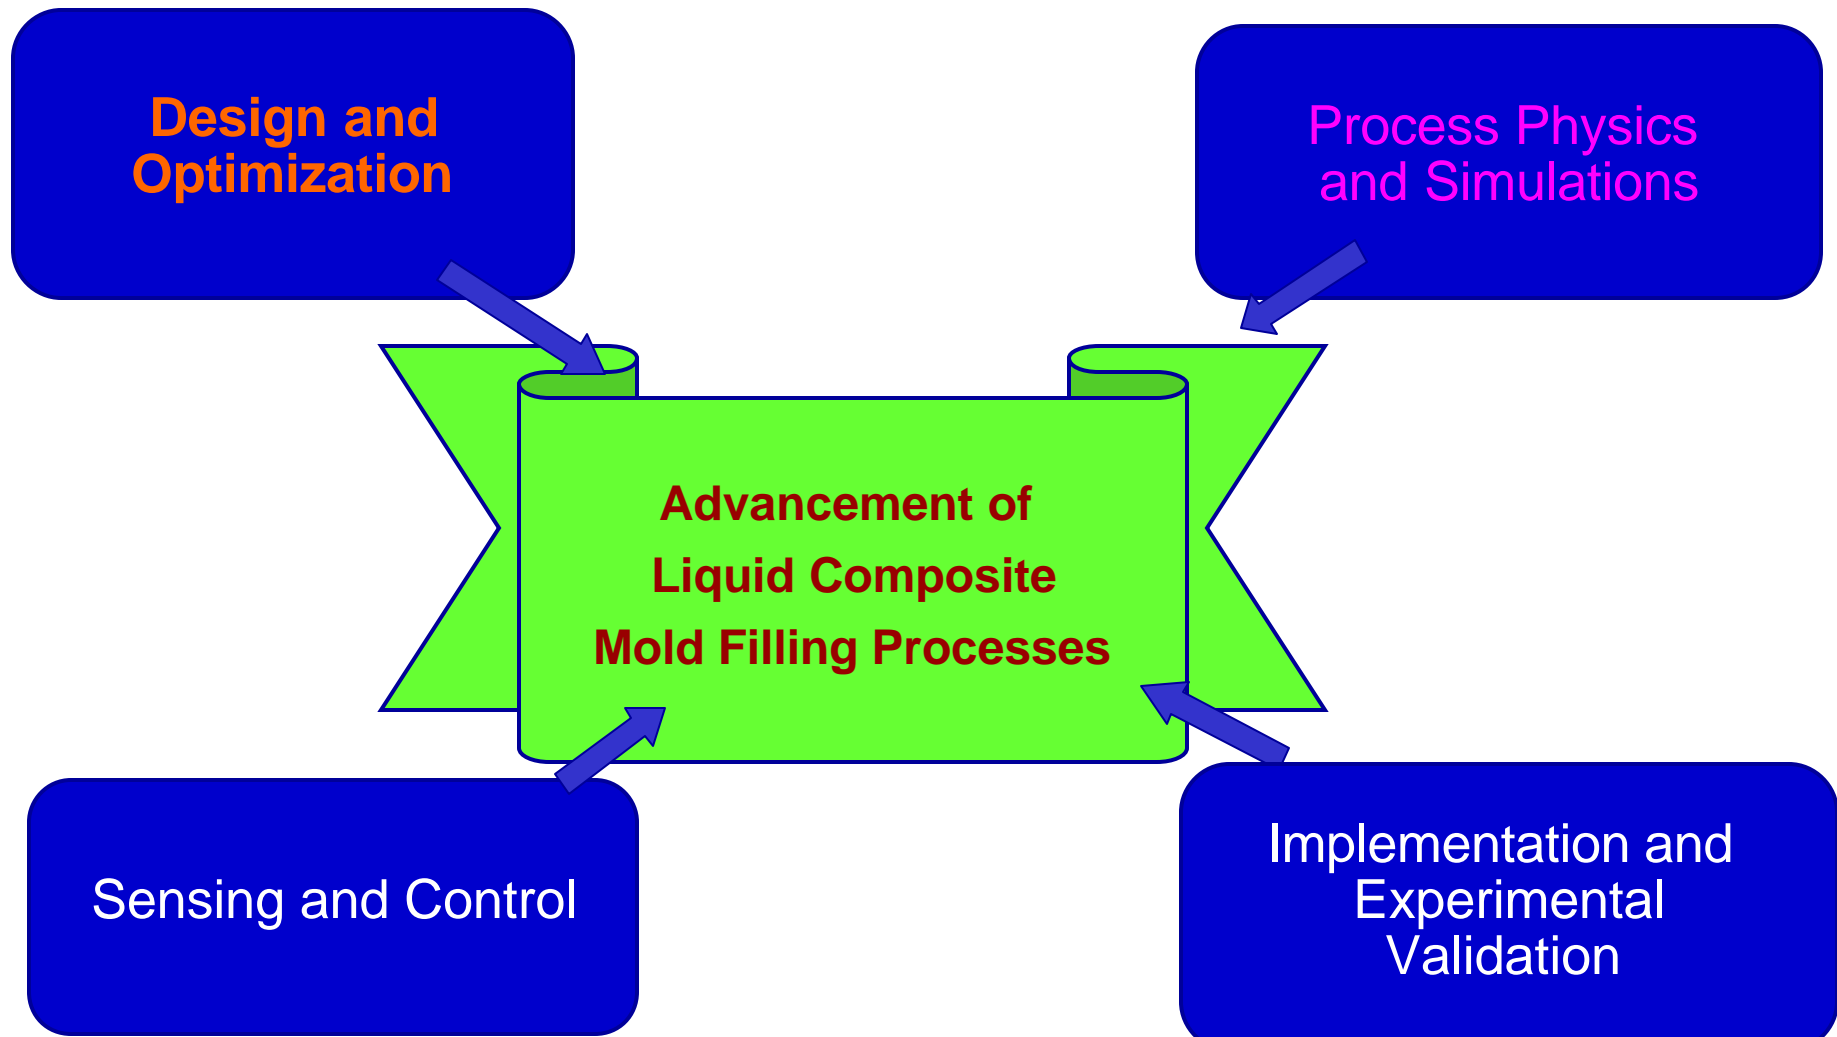 Design and
Optimization
Process Physics
and Simulations
Advancement of
Liquid Composite
Mold Filling Processes
Sensing and Control
Implementation and
Experimental
Validation